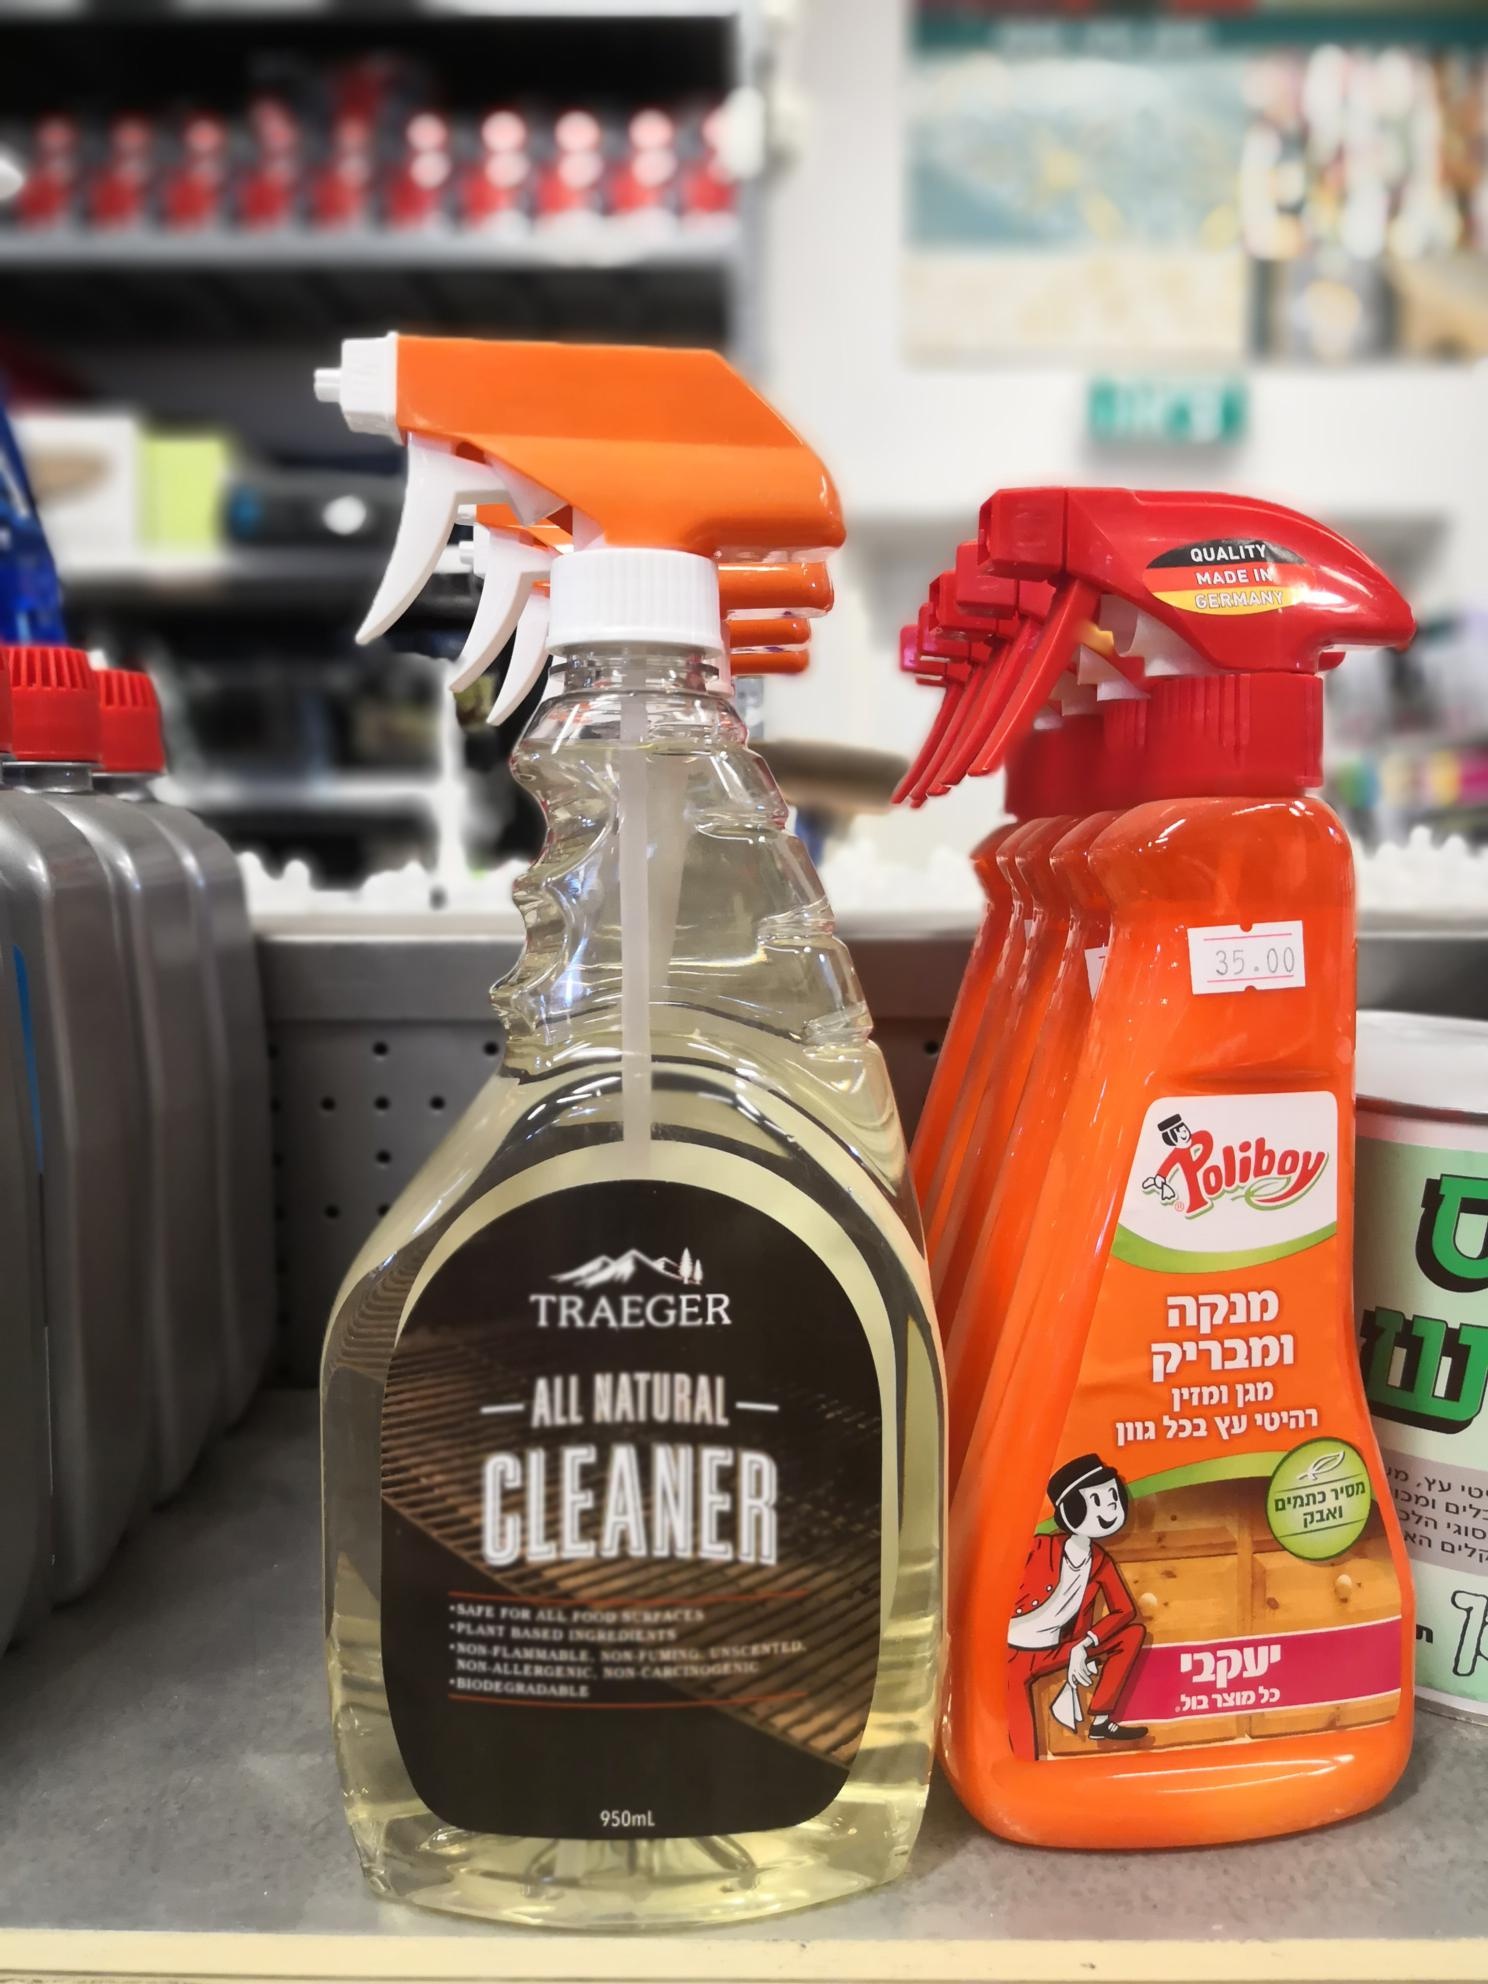 TRAEGER
ALL NATURAL
CLEANER
•SAFE FOR ALL FOOD SURFACES
•PLANT BASED INGREDIENTS
•NON-FLAMMABLE, NON-FUMING, UNSCENTED,
NON-ALLERGENIC, NON-CARCINOGENIC
•BIODEGRADABLE
950mL
QUALITY
MADE IN
GERMANY
35.00
Poliboy
מנקה
ומבריק
מגן ומזין
רהיטי עץ בכל גוון
מסיר כתמים
ואבק
יעקבי
כל מוצר בול.